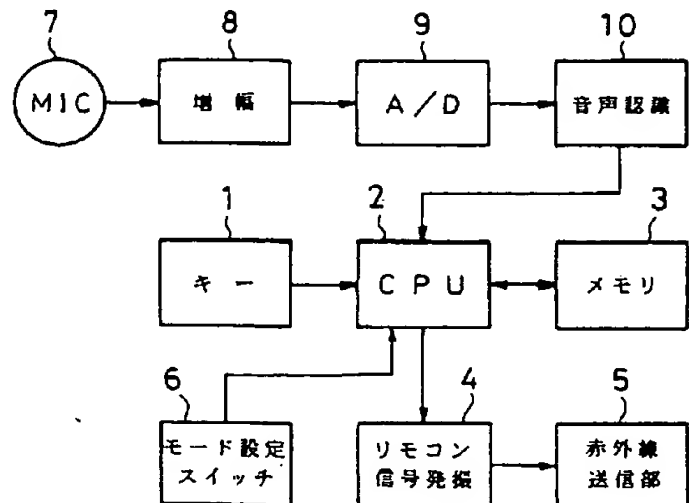 7
8
9
10
MIC
増幅
A/D
音声認識
1
2
3
キー
CPU
メモリ
6
4
5
モード設定
スイッチ
リモコン
信号発振
赤外線
送信部